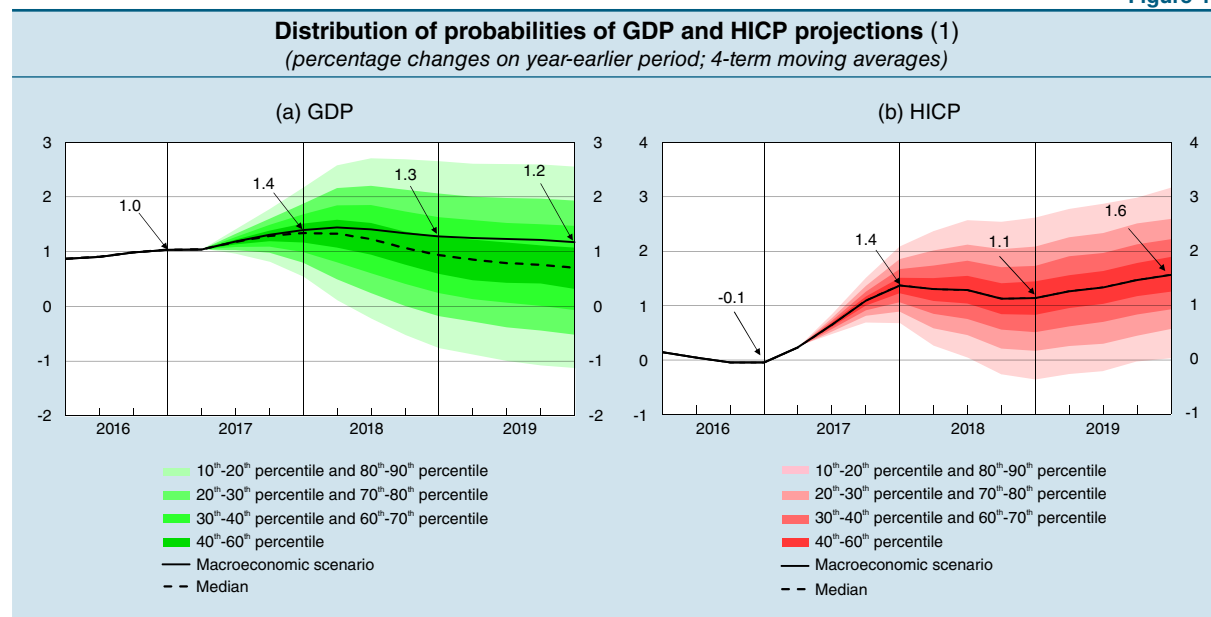 Distribution of probabilities of GDP and HICP projections (1)
(percentage changes on year-earlier period; 4-term moving averages)
(a) GDP
3
2
1
0
-1
-2
3
2
1
0
-1
-2
1.0
1.4
1.3
1.2
2016 2017 2018 2019
10th-20th percentile and 80th-90th percentile
20th-30th percentile and 70th-80th percentile
30th-40th percentile and 60th-70th percentile
40th-60th percentile
Macroeconomic scenario
Median
(b) HICP
4
3
2
1
0
-1
4
3
2
1
0
-1
-0.1
1.4
1.1
1.6
2016 2017 2018 2019
10th-20th percentile and 80th-90th percentile
20th-30th percentile and 70th-80th percentile
30th-40th percentile and 60th-70th percentile
40th-60th percentile
Macroeconomic scenario
Median